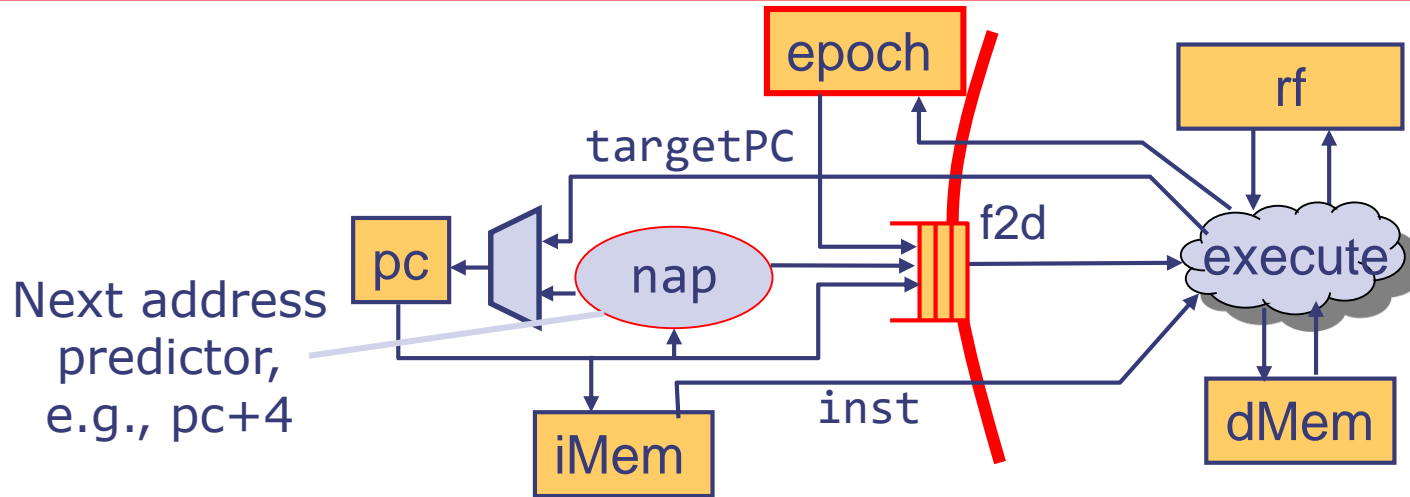 epoch
rf
targetPC
f2d
pc
nap
execute
Next address
predictor,
e.g., pc+4
inst
iMem
dMem